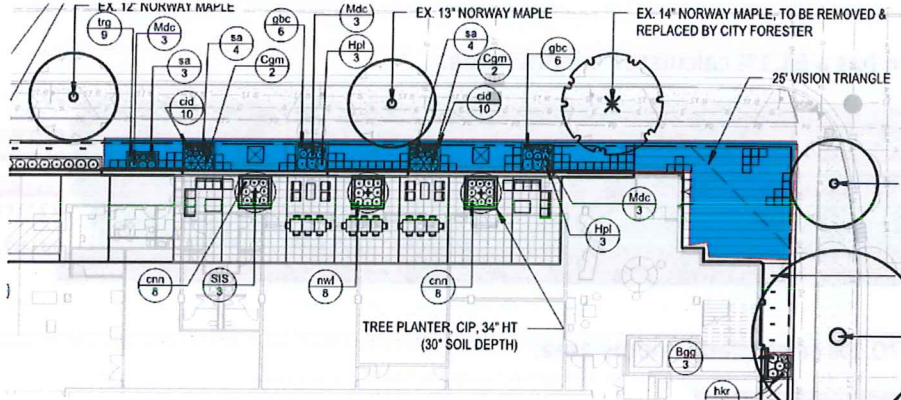 EX. 12" NORWAY MAPLE
EX. 13" NORWAY MAPLE
EX. 14" NORWAY MAPLE, TO BE REMOVED &
REPLACED BY CITY FORESTER
25' VISION TRIANGLE
trg
9
Mdc
3
sa
3
sa
4
Cgm
2
cid
10
gbc
6
Mdc
3
Hpl
3
sa
4
Cgm
2
cid
10
gbc
6
Mdc
3
Hpl
3
cnn
8
SIS
3
nwl
8
cnn
8
TREE PLANTER, CIP, 34" HT
(30" SOIL DEPTH)
Bgg
3
hkr